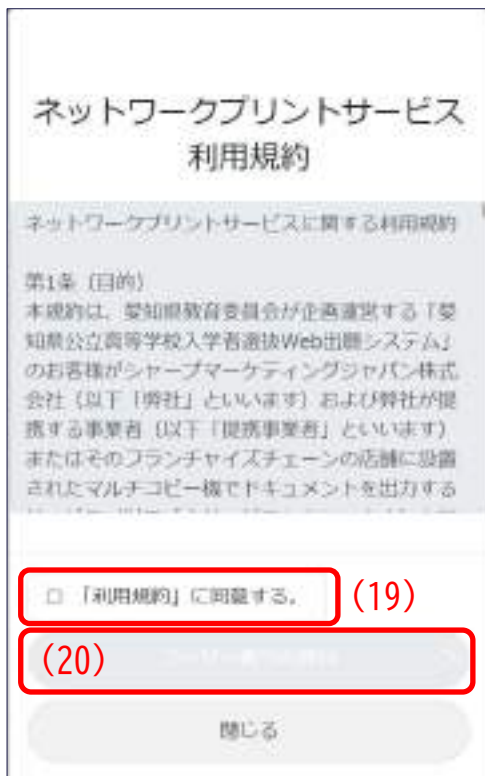 ネットワークプリントサービス
利用規約
ネットワークプリントサービスに関する利用規約
第1条（目的）
本規約は、愛知県教育委員会が企画運営する「愛
知県公立高等学校入学者選抜Web出願システム」
のお客様がシャープマーケティングジャパン株式
会社（以下「弊社」といいます）および弊社が提
携する事業者（以下「提携事業者」といいます）
またはそのフランチャイズチェーンの店舗に設置
されたマルチコピー機でドキュメントを出力する
□ 「利用規約」に同意する。 (19)
(20)
閉じる